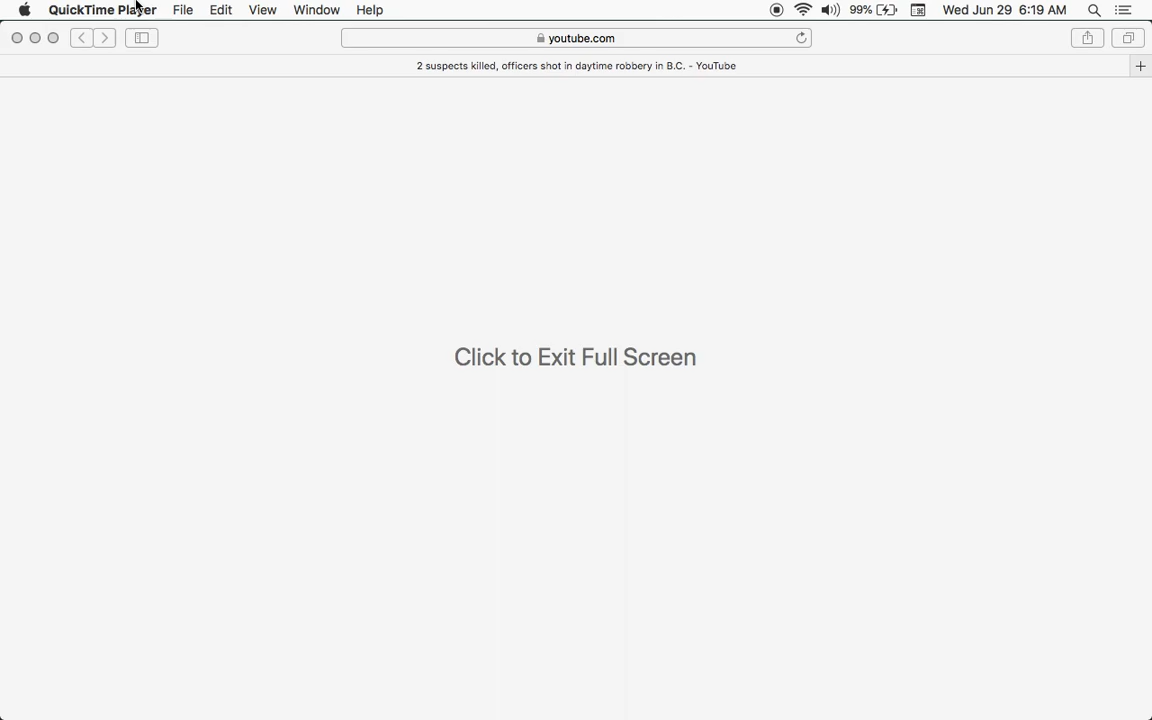 QuickTime Player File Edit View Window Help 99% Wed Jun 29 6:19 AM
youtube.com
2 suspects killed, officers shot in daytime robbery in B.C. - YouTube
Click to Exit Full Screen